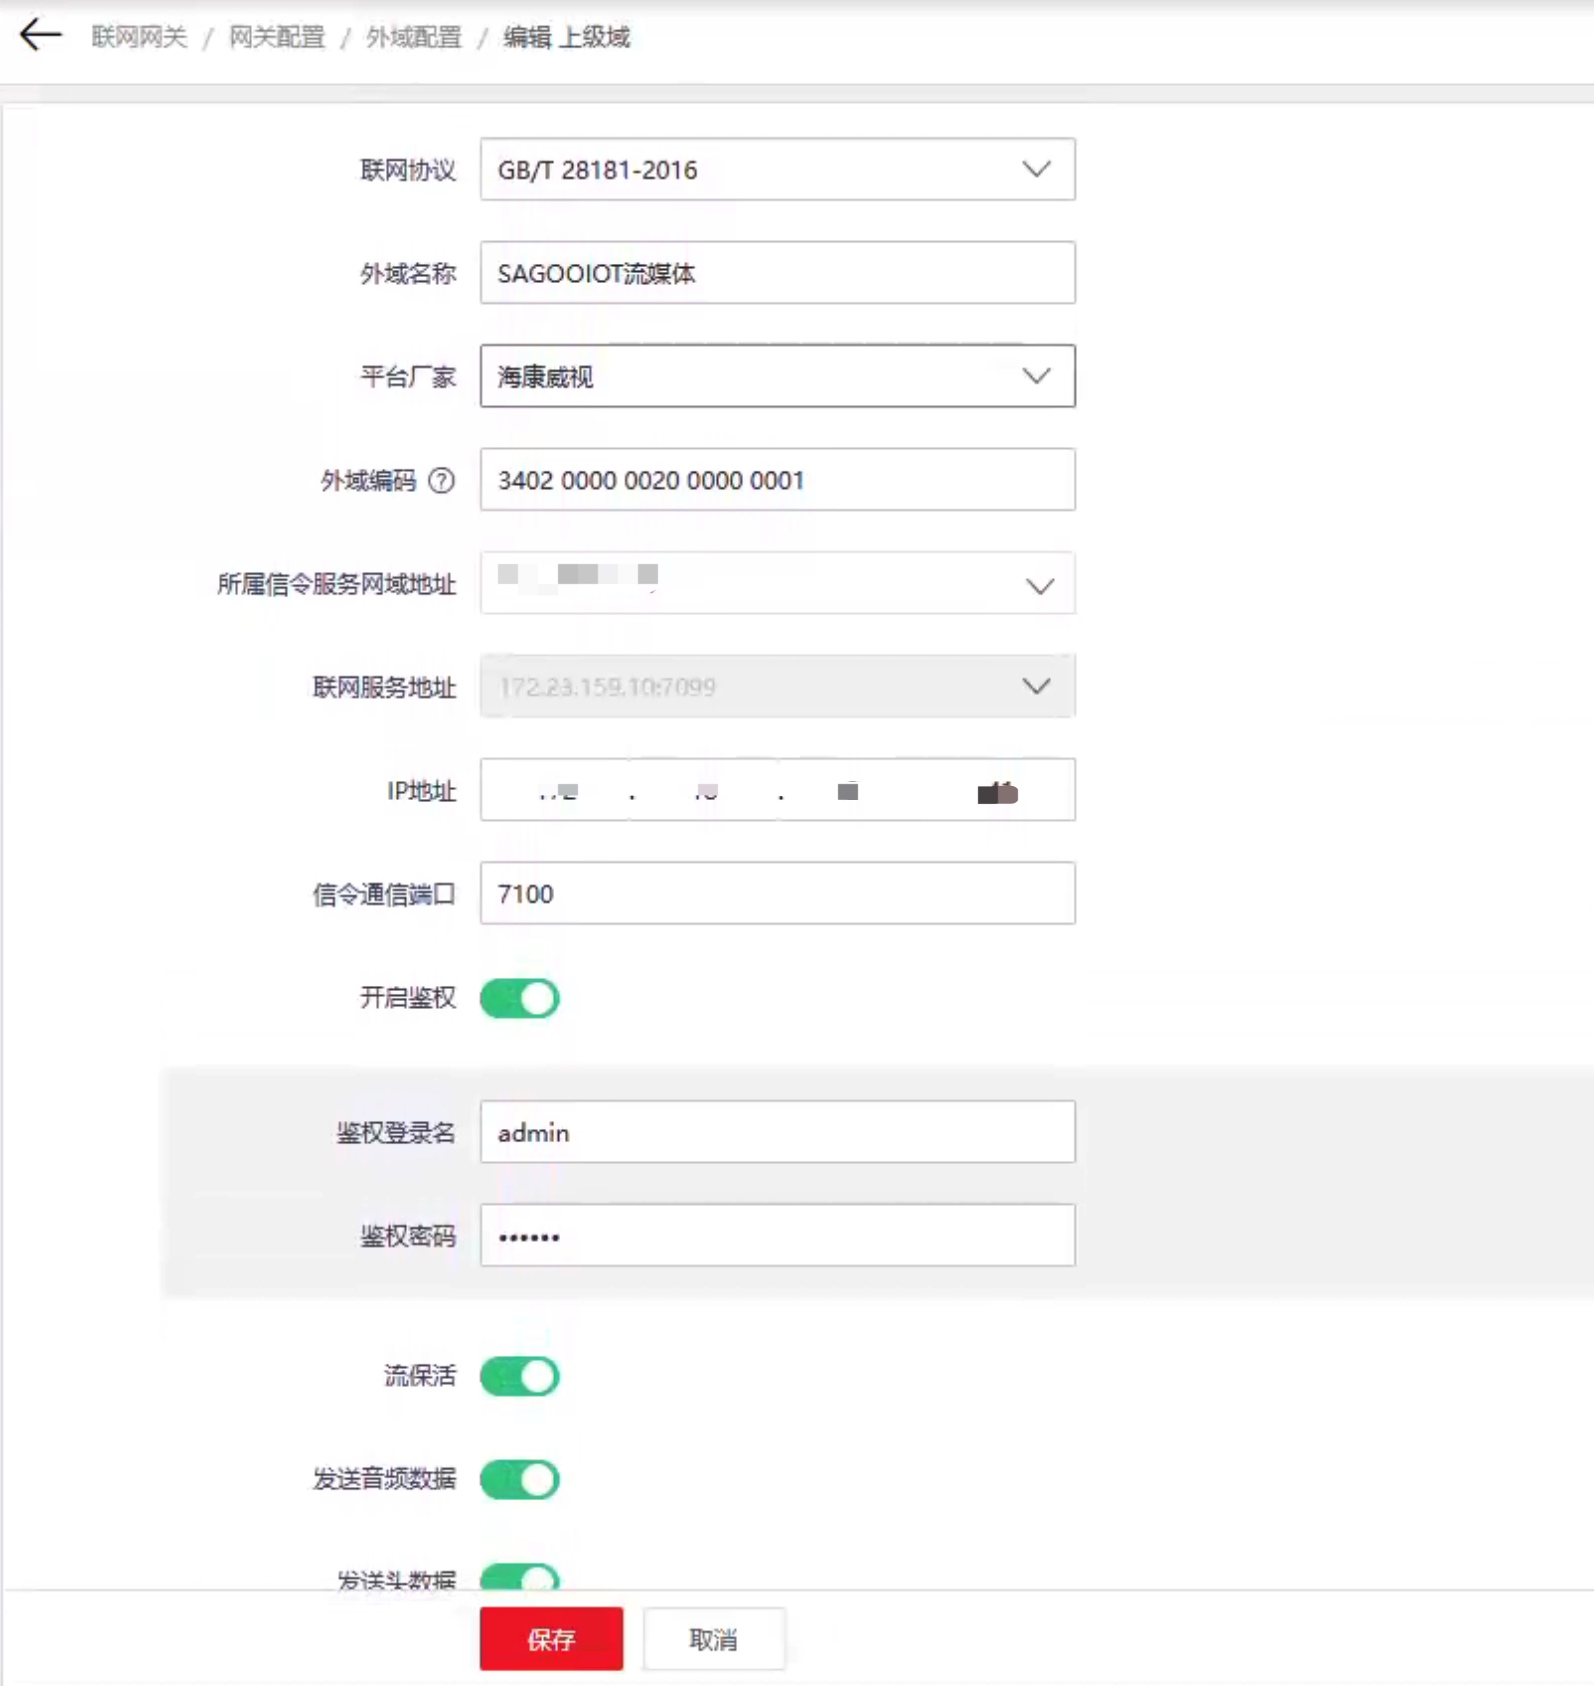 联网网关 / 网关配置 / 外域配置 / 编辑 上级域
联网协议 GB/T 28181-2016
外域名称 SAGOOIOT流媒体
平台厂家 海康威视
外域编码 ? 3402 0000 0020 0000 0001
所属信令服务网域地址
联网服务地址 172.23.159.10:7099
IP地址 . .
信令通信端口 7100
开启鉴权
鉴权登录名 admin
鉴权密码 ••••••
流保活
发送音频数据
发送头数据
保存 取消